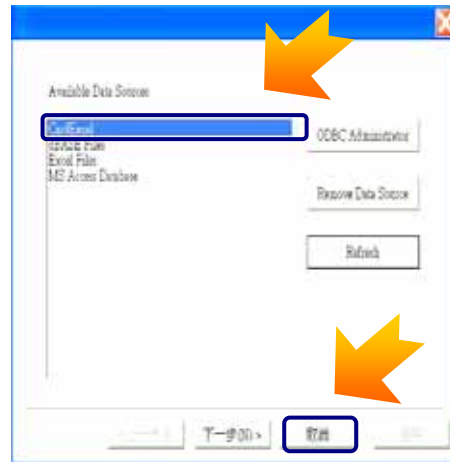 Available Data Sources
CardExcel
dBASE Files
Excel Files
MS Access Database
ODBC Administrator
Remove Data Source
Refresh
下一步(N) >
取消